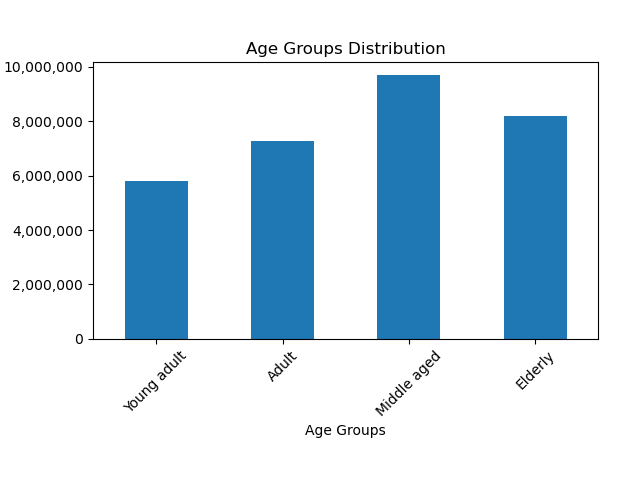 Age Groups Distribution
10,000,000
8,000,000
6,000,000
4,000,000
2,000,000
0
Young adult
Adult
Middle aged
Elderly
Age Groups